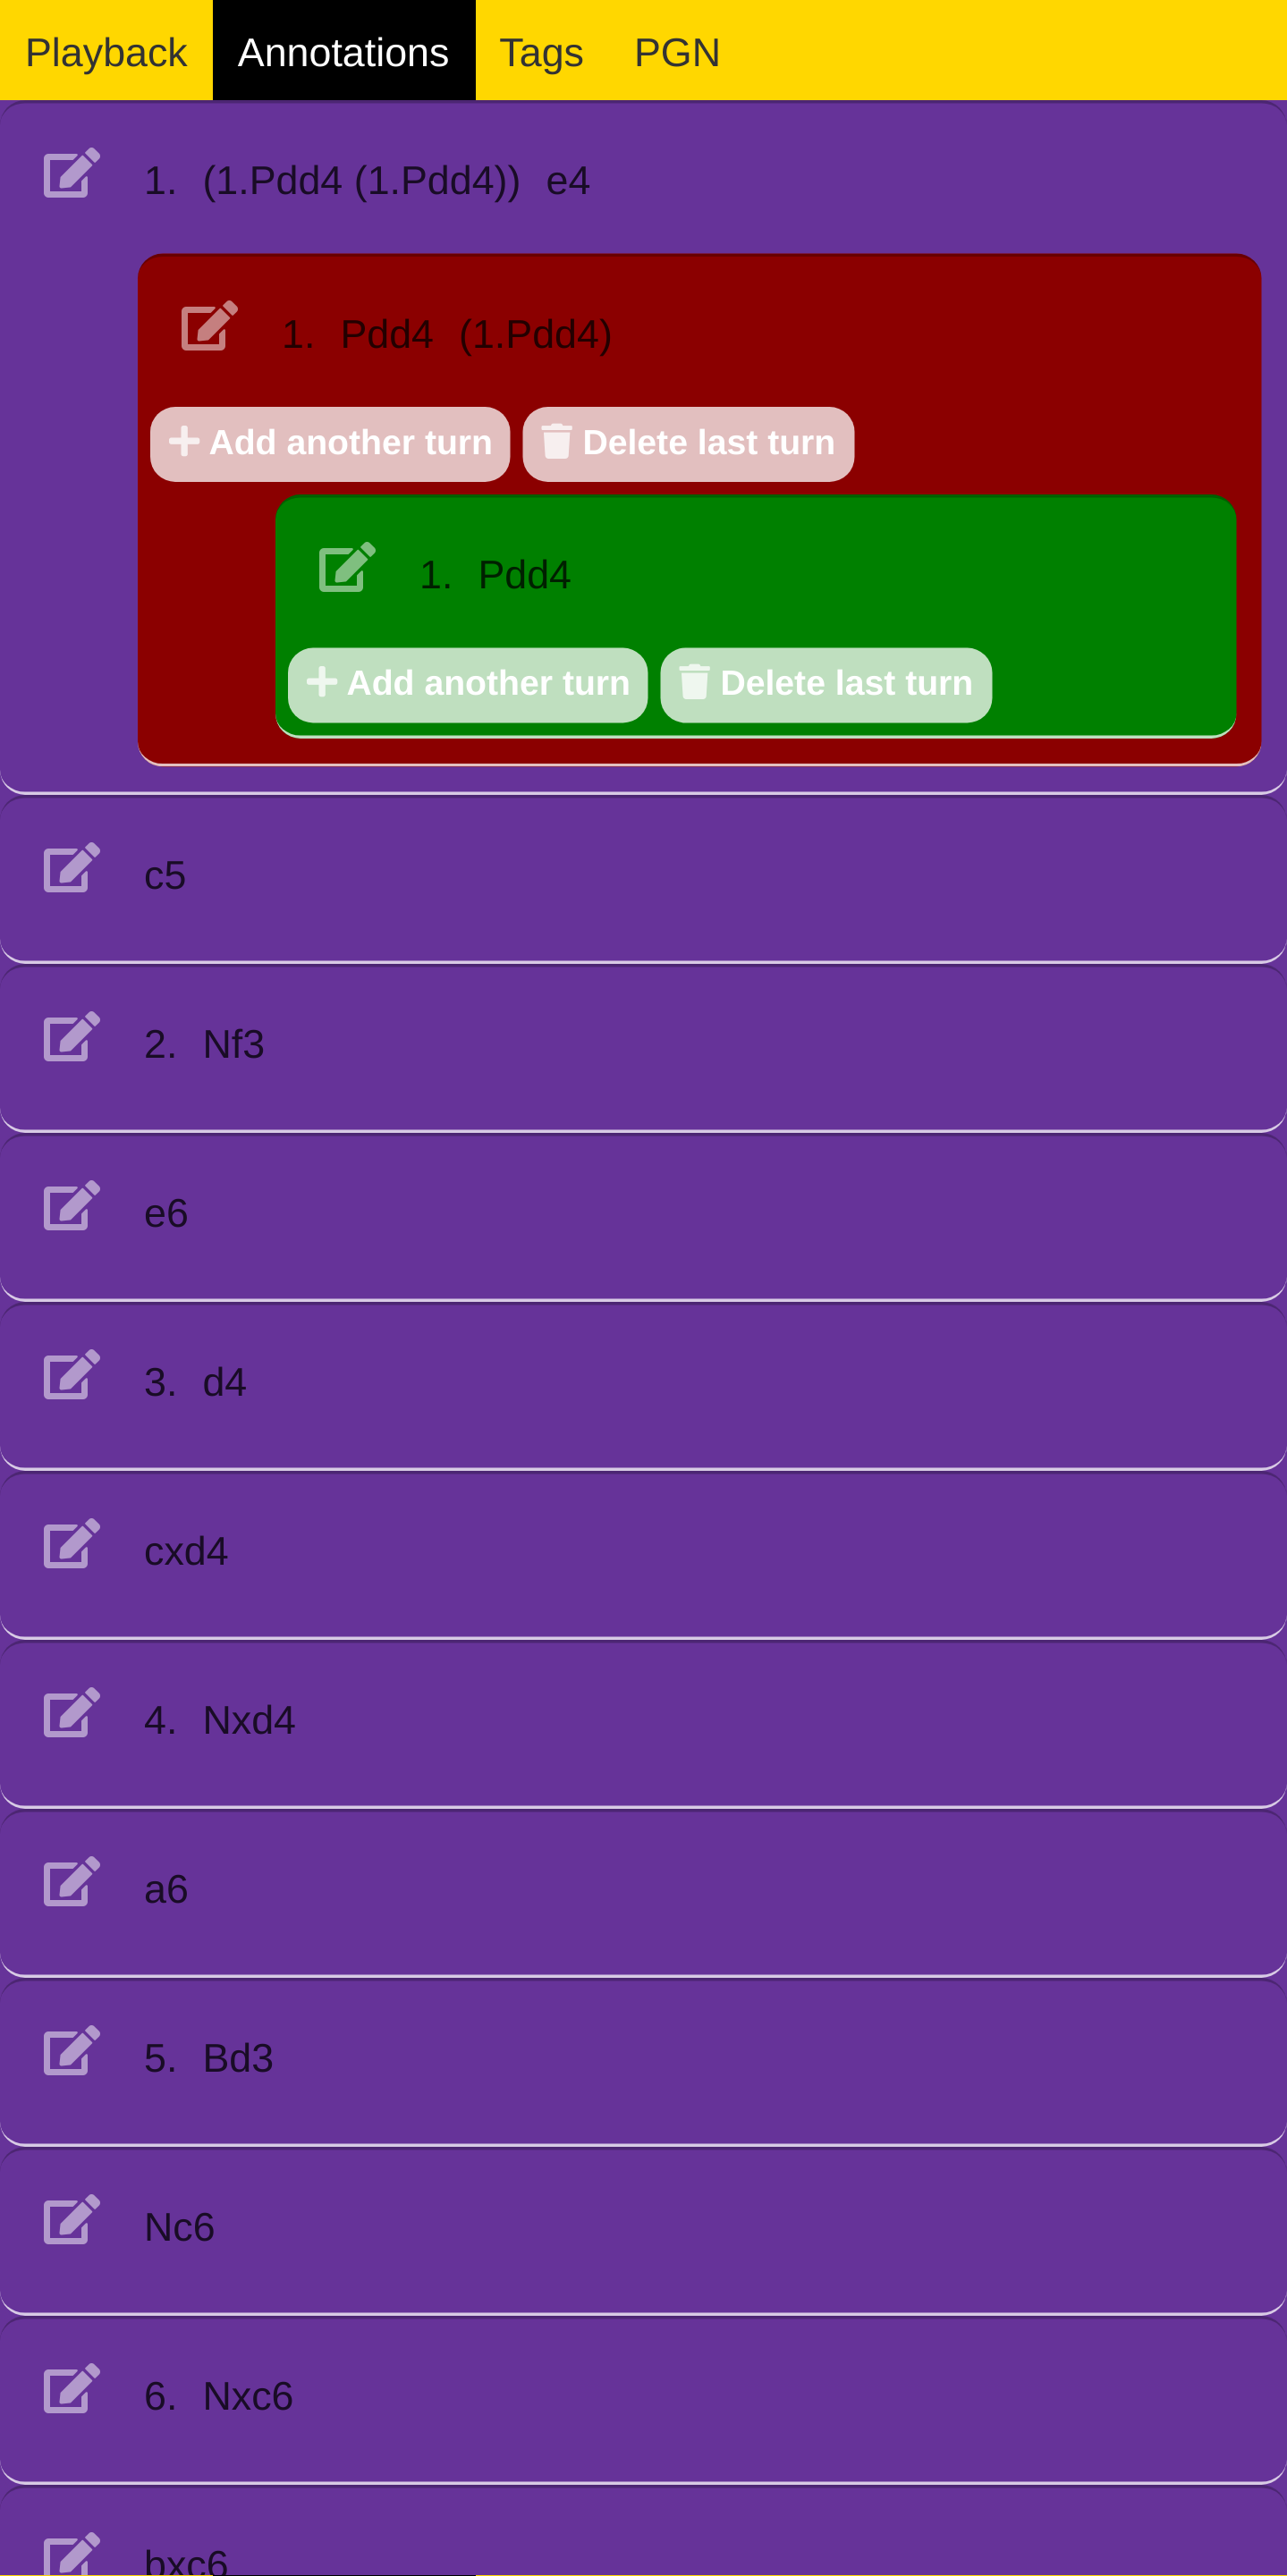 Playback Annotations Tags PGN
1. (1.Pdd4 (1.Pdd4)) e4
1. Pdd4 (1.Pdd4)
Add another turn Delete last turn
1. Pdd4
Add another turn Delete last turn
c5
2. Nf3
e6
3. d4
cxd4
4. Nxd4
a6
5. Bd3
Nc6
6. Nxc6
bxc6